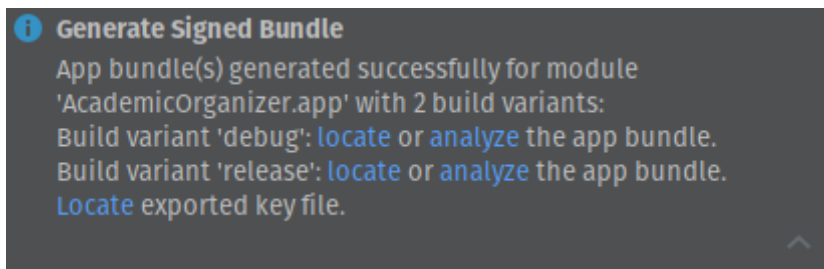 Generate Signed Bundle
App bundle(s) generated successfully for module
'AcademicOrganizer.app' with 2 build variants:
Build variant 'debug': locate or analyze the app bundle.
Build variant 'release': locate or analyze the app bundle.
Locate exported key file.